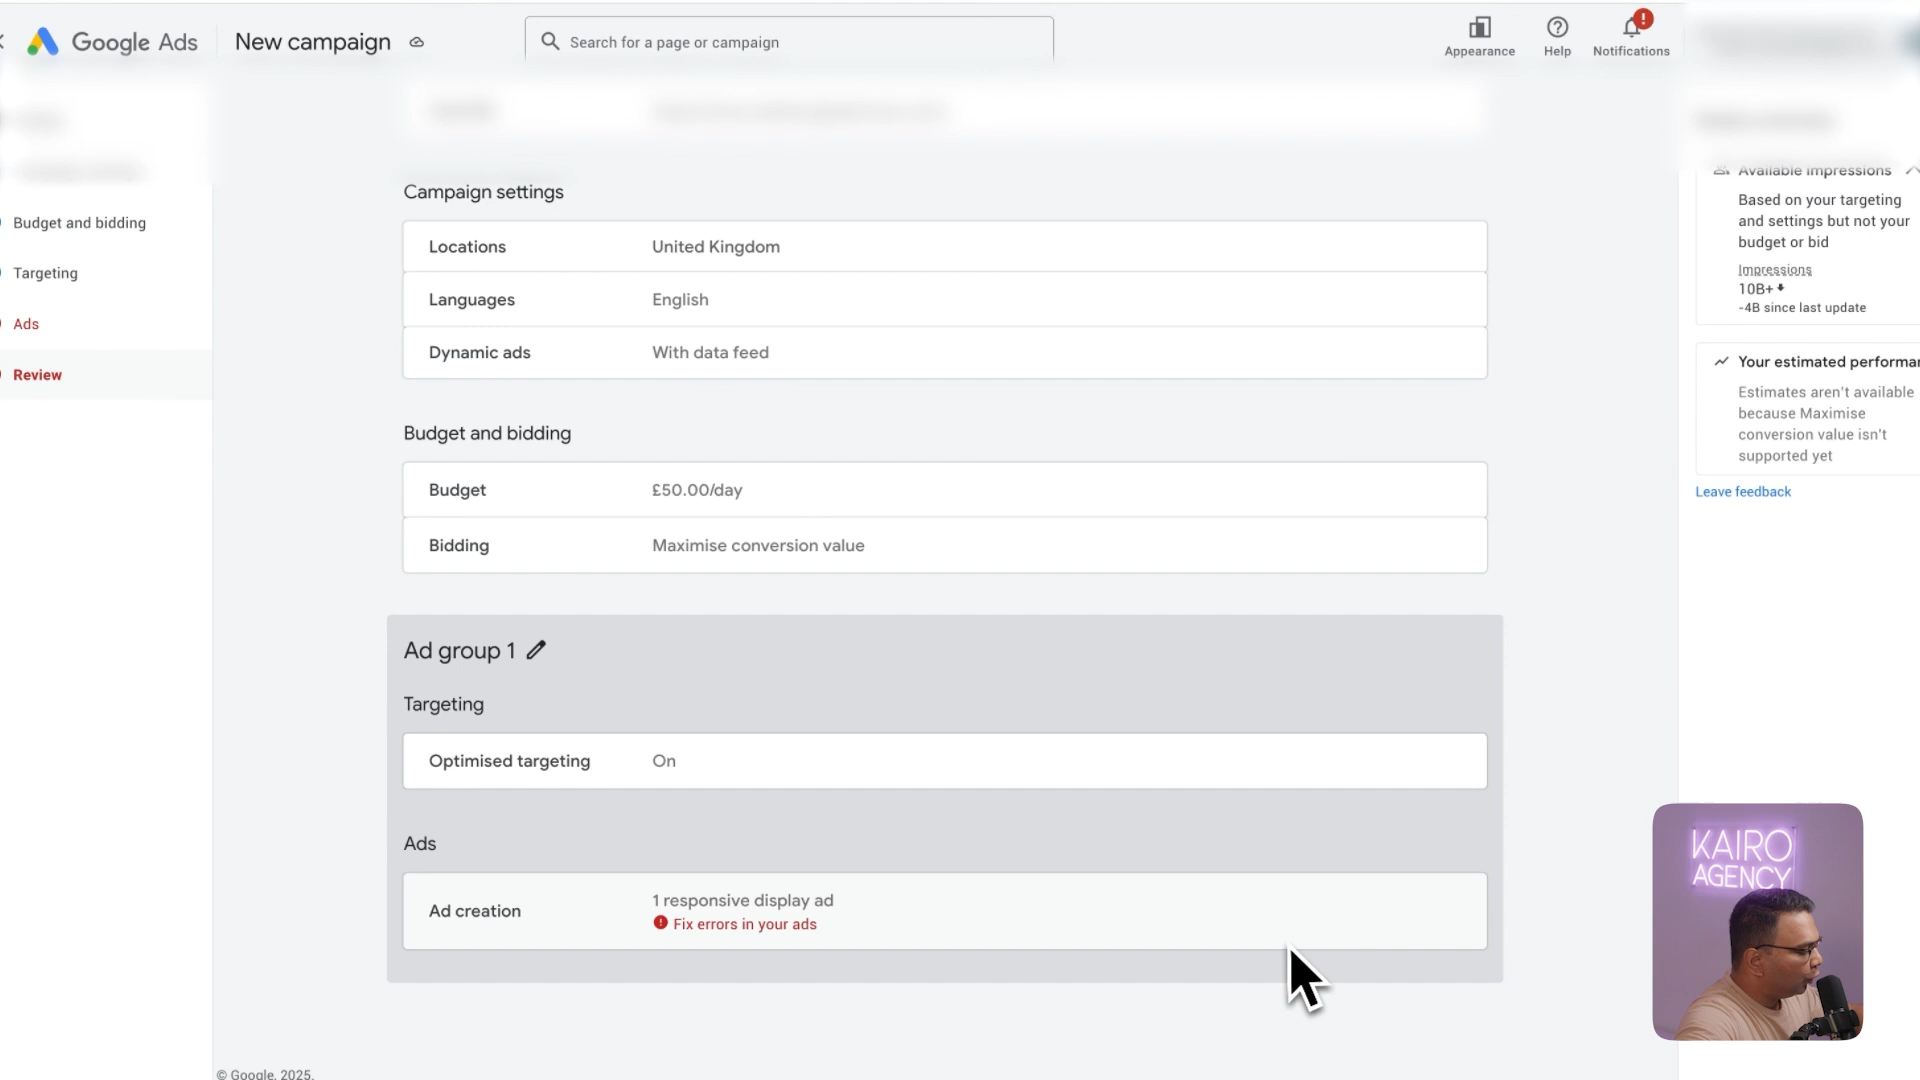 Google Ads
New campaign
Search for a page or campaign
Appearance
Help
Notifications
Budget and bidding
Targeting
Ads
Review
Campaign settings
Locations United Kingdom
Languages English
Dynamic ads With data feed
Budget and bidding
Budget £50.00/day
Bidding Maximise conversion value
Ad group 1
Targeting
Optimised targeting On
Ads
Ad creation 1 responsive display ad
Fix errors in your ads
© Google, 2025.
Available impressions
Based on your targeting
and settings but not your
budget or bid
Impressions
10B+
-4B since last update
Your estimated performan
Estimates aren't available
because Maximise
conversion value isn't
supported yet
Leave feedback
KAIRO
AGENCY